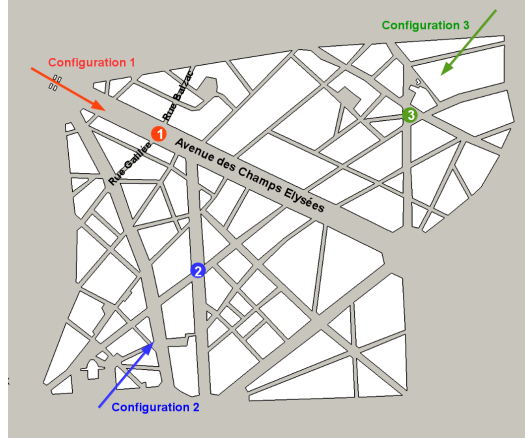 Configuration 3
Configuration 1
Rue Balzac
3
1
Avenue des Champs Elysées
Rue Galilée
2
Configuration 2